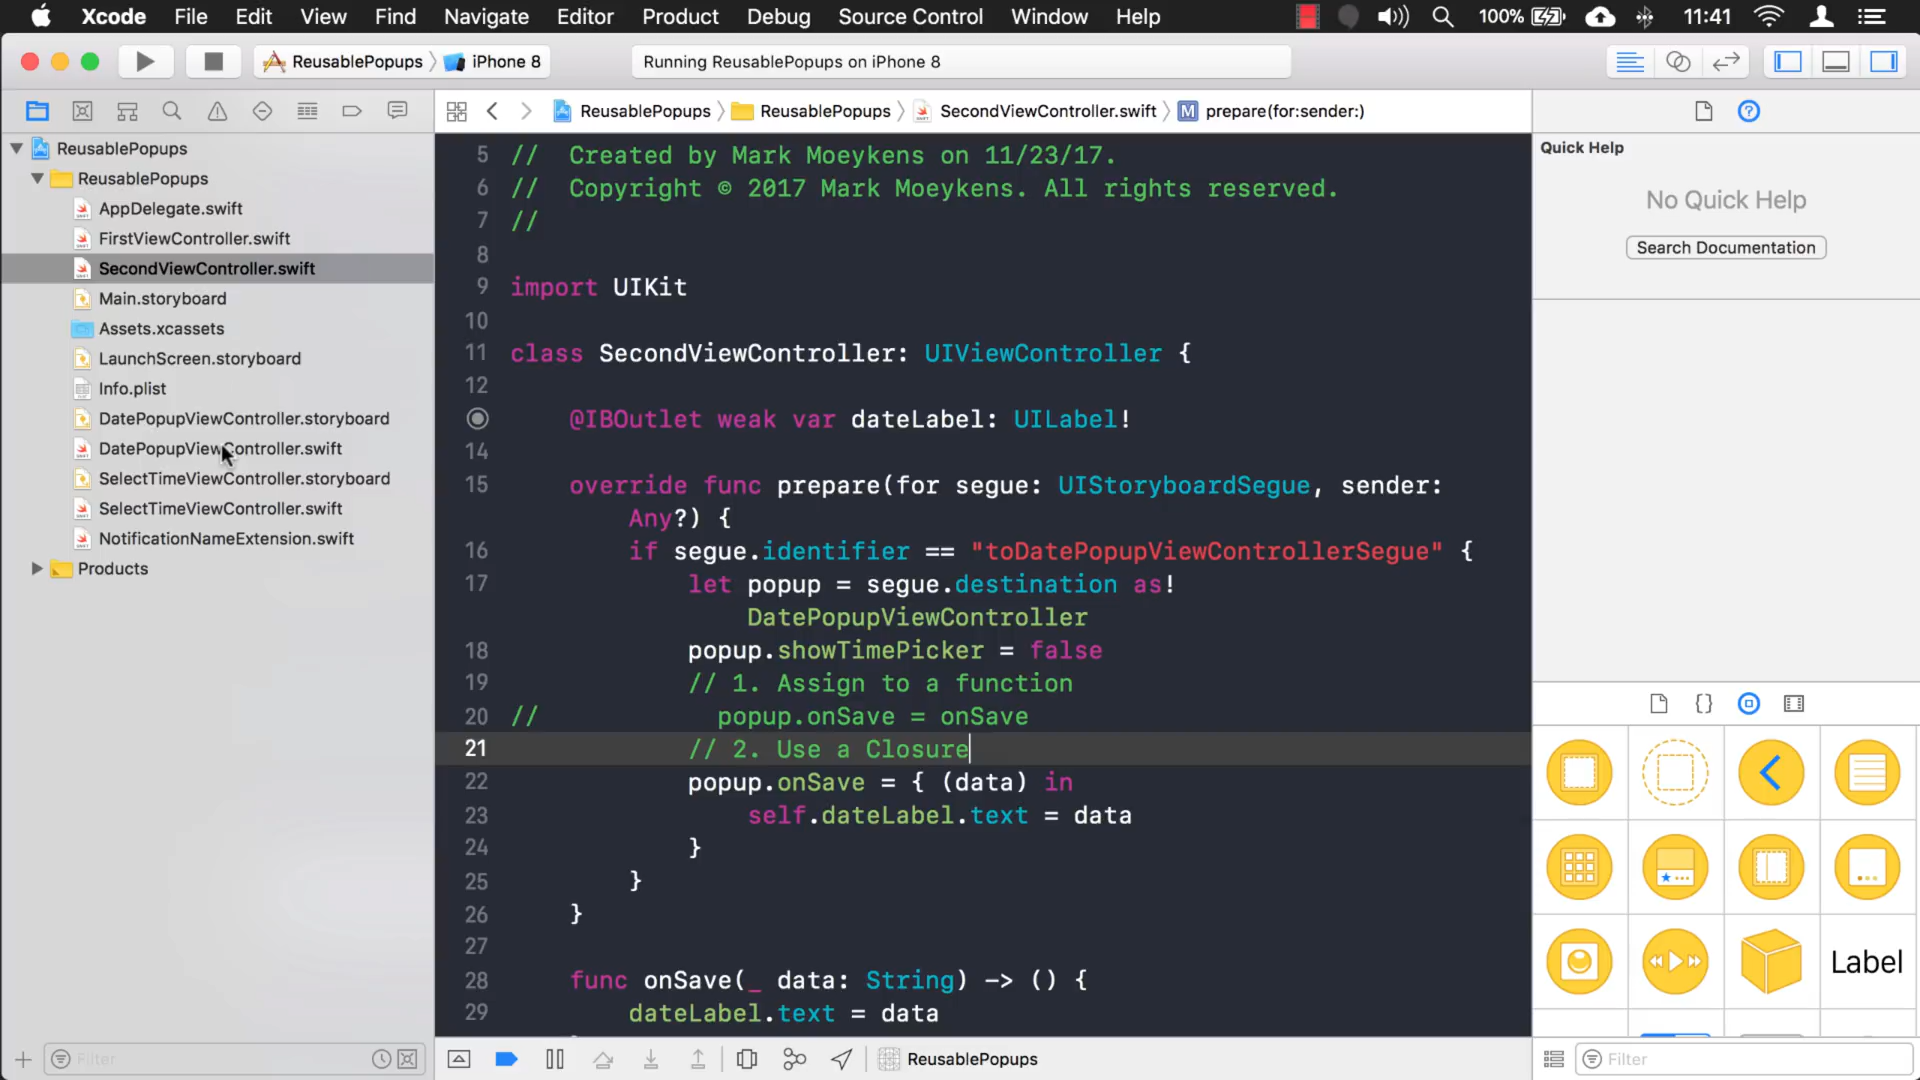 Xcode File Edit View Find Navigate Editor Product Debug Source Control Window Help 100% 11:41
ReusablePopups iPhone 8
Running ReusablePopups on iPhone 8
ReusablePopups ReusablePopups SecondViewController.swift M prepare(for:sender:)
ReusablePopups
ReusablePopups
AppDelegate.swift
FirstViewController.swift
SecondViewController.swift
Main.storyboard
Assets.xcassets
LaunchScreen.storyboard
Info.plist
DatePopupViewController.storyboard
DatePopupViewController.swift
SelectTimeViewController.storyboard
SelectTimeViewController.swift
NotificationNameExtension.swift
Products
Filter
5 // Created by Mark Moeykens on 11/23/17.
6 // Copyright © 2017 Mark Moeykens. All rights reserved.
7 //
8
9 import UIKit
10
11 class SecondViewController: UIViewController {
12
@IBOutlet weak var dateLabel: UILabel!
14
15 override func prepare(for segue: UIStoryboardSegue, sender:
Any?) {
16 if segue.identifier == "toDatePopupViewControllerSegue" {
17 let popup = segue.destination as!
DatePopupViewController
18 popup.showTimePicker = false
19 // 1. Assign to a function
20 // popup.onSave = onSave
21 // 2. Use a Closure
22 popup.onSave = { (data) in
23 self.dateLabel.text = data
24 }
25 }
26 }
27
28 func onSave(_ data: String) -> () {
29 dateLabel.text = data
ReusablePopups
Quick Help
No Quick Help
Search Documentation
{}
Label
Filter